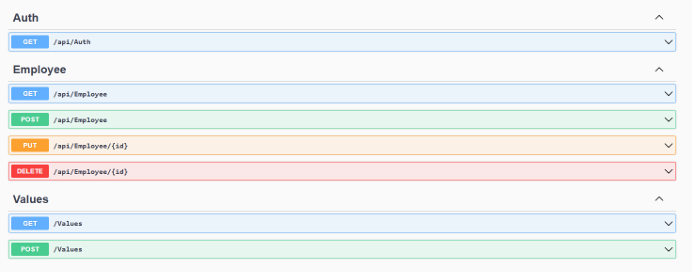 Auth
GET /api/Auth
Employee
GET /api/Employee
POST /api/Employee
PUT /api/Employee/{id}
DELETE /api/Employee/{id}
Values
GET /Values
POST /Values